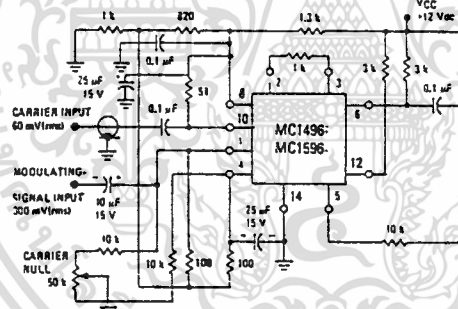 1 k
820
1.3 k
VCC
+12 Vdc
0.1 µF
25 µF
15 V
51
1 k
2
3
3 k
3 k
0.1 µF
CARRIER INPUT
60 mV(rms)
0.1 µF
8
10
1
4
MC1496
MC1596
6
12
14
5
MODULATING
SIGNAL INPUT
300 mV(rms)
10 µF
15 V
25 µF
15 V
10 k
10 k
10 k
100
100
CARRIER
NULL
50 k